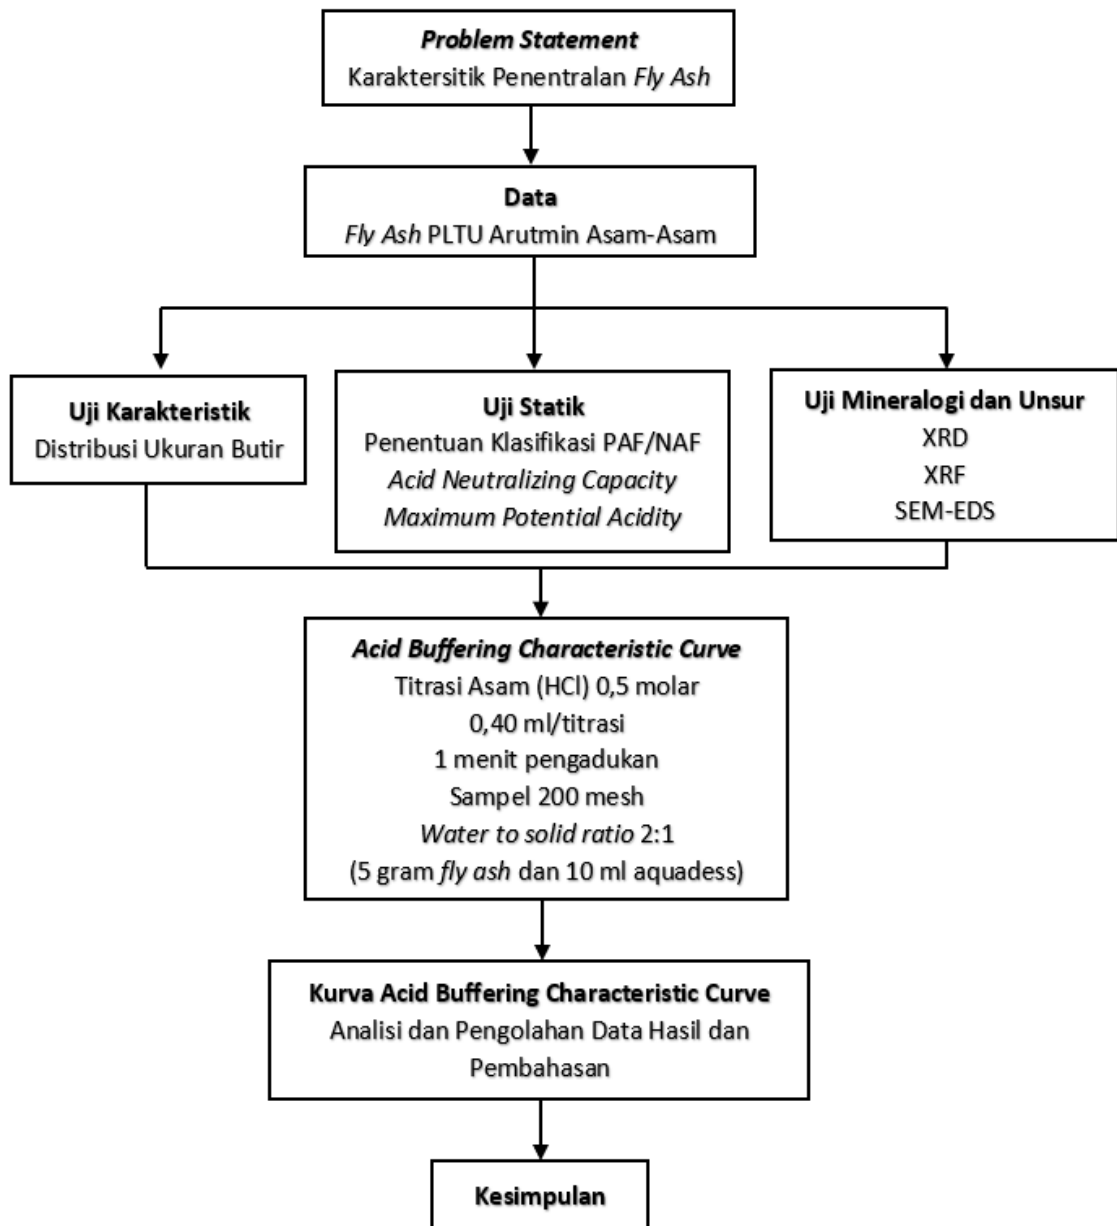 Problem Statement
Karaktersitik Penentralan Fly Ash
Data
Fly Ash PLTU Arutmin Asam-Asam
Uji Karakteristik
Distribusi Ukuran Butir
Uji Statik
Penentuan Klasifikasi PAF/NAF
Acid Neutralizing Capacity
Maximum Potential Acidity
Uji Mineralogi dan Unsur
XRD
XRF
SEM-EDS
Acid Buffering Characteristic Curve
Titrasi Asam (HCl) 0,5 molar
0,40 ml/titrasi
1 menit pengadukan
Sampel 200 mesh
Water to solid ratio 2:1
(5 gram fly ash dan 10 ml aquadess)
Kurva Acid Buffering Characteristic Curve
Analisi dan Pengolahan Data Hasil dan
Pembahasan
Kesimpulan